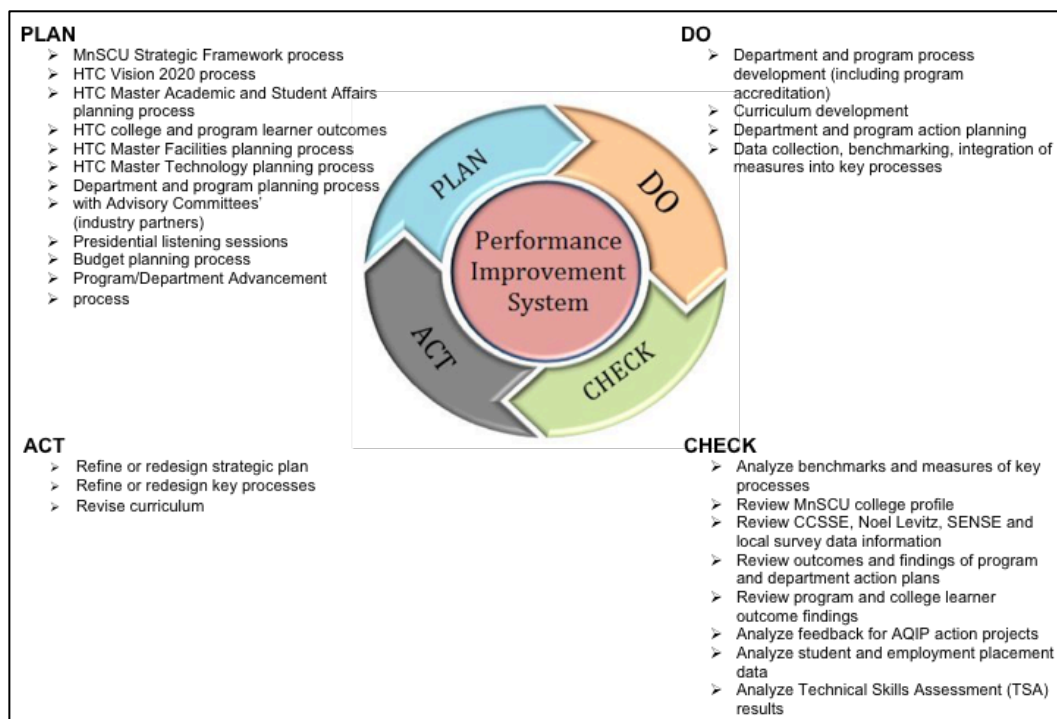 PLAN
➢ MnSCU Strategic Framework process
➢ HTC Vision 2020 process
➢ HTC Master Academic and Student Affairs
planning process
➢ HTC college and program learner outcomes
➢ HTC Master Facilities planning process
➢ HTC Master Technology planning process
➢ Department and program planning process
➢ with Advisory Committees’
(industry partners)
➢ Presidential listening sessions
➢ Budget planning process
➢ Program/Department Advancement
➢ process
DO
➢ Department and program process
development (including program
accreditation)
➢ Curriculum development
➢ Department and program action planning
➢ Data collection, benchmarking, integration of
measures into key processes
PLAN
DO
Performance
Improvement
System
ACT
CHECK
ACT
➢ Refine or redesign strategic plan
➢ Refine or redesign key processes
➢ Revise curriculum
CHECK
➢ Analyze benchmarks and measures of key
processes
➢ Review MnSCU college profile
➢ Review CCSSE, Noel Levitz, SENSE and
local survey data information
➢ Review outcomes and findings of program
and department action plans
➢ Review program and college learner
outcome findings
➢ Analyze feedback for AQIP action projects
➢ Analyze student and employment placement
data
➢ Analyze Technical Skills Assessment (TSA)
results